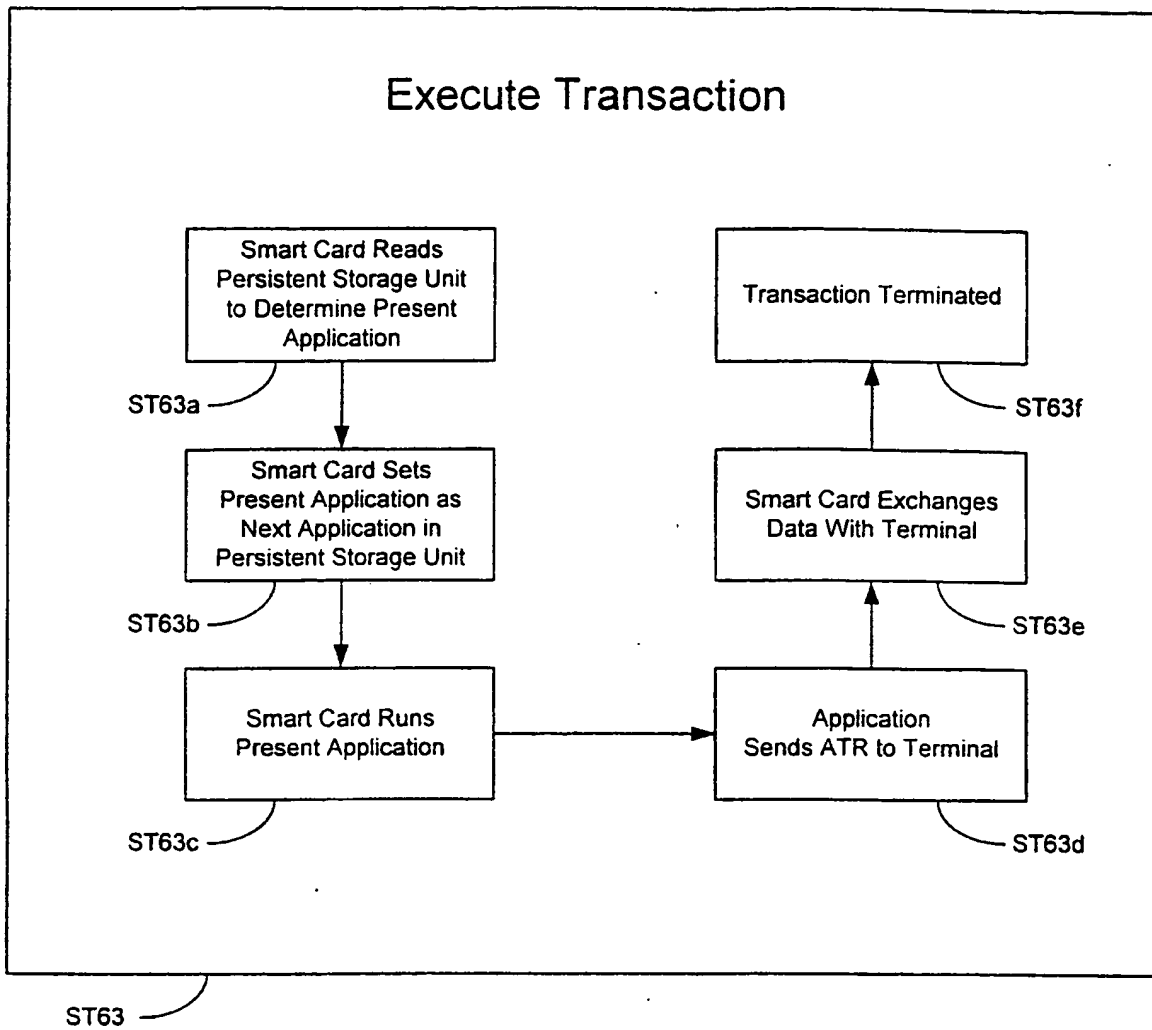 Execute Transaction
Smart Card Reads
Persistent Storage Unit
to Determine Present
Application
ST63a
Smart Card Sets
Present Application as
Next Application in
Persistent Storage Unit
ST63b
Smart Card Runs
Present Application
ST63c
Application
Sends ATR to Terminal
ST63d
Smart Card Exchanges
Data With Terminal
ST63e
Transaction Terminated
ST63f
ST63